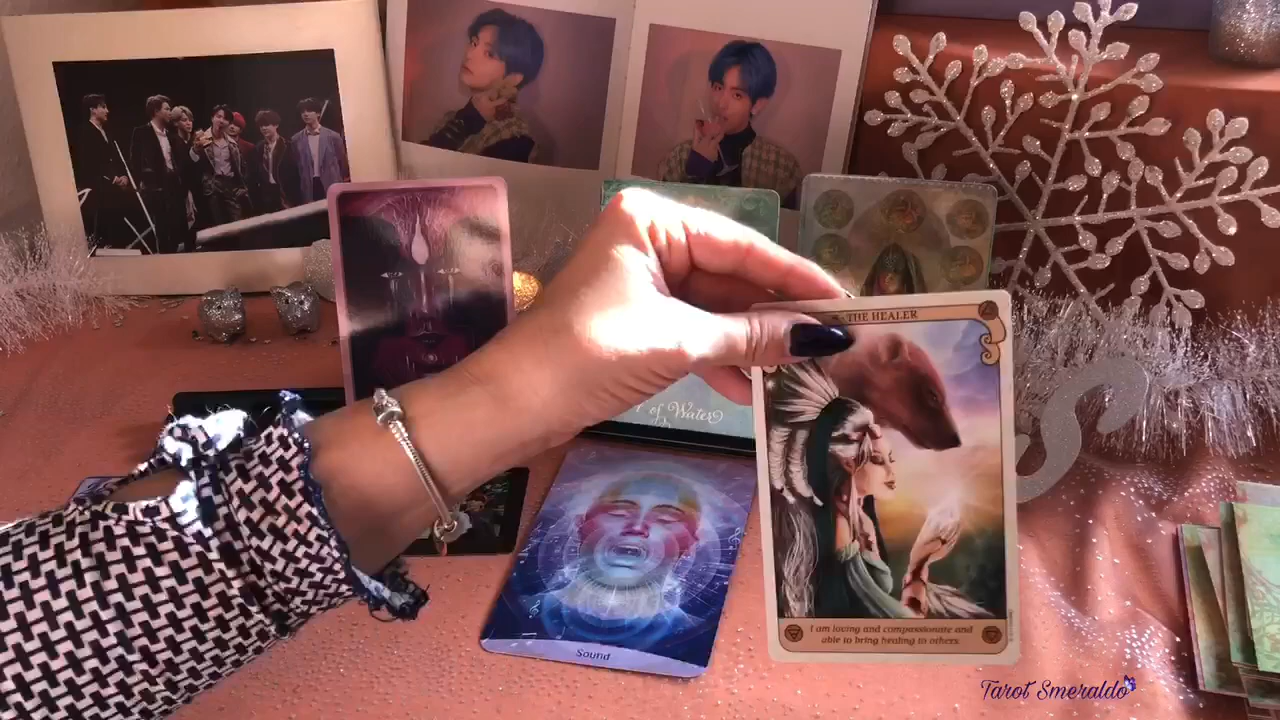 THE HEALER
of Water
I am loving and compassionate and
able to bring healing to others.
Sound
Tarot Smeraldo